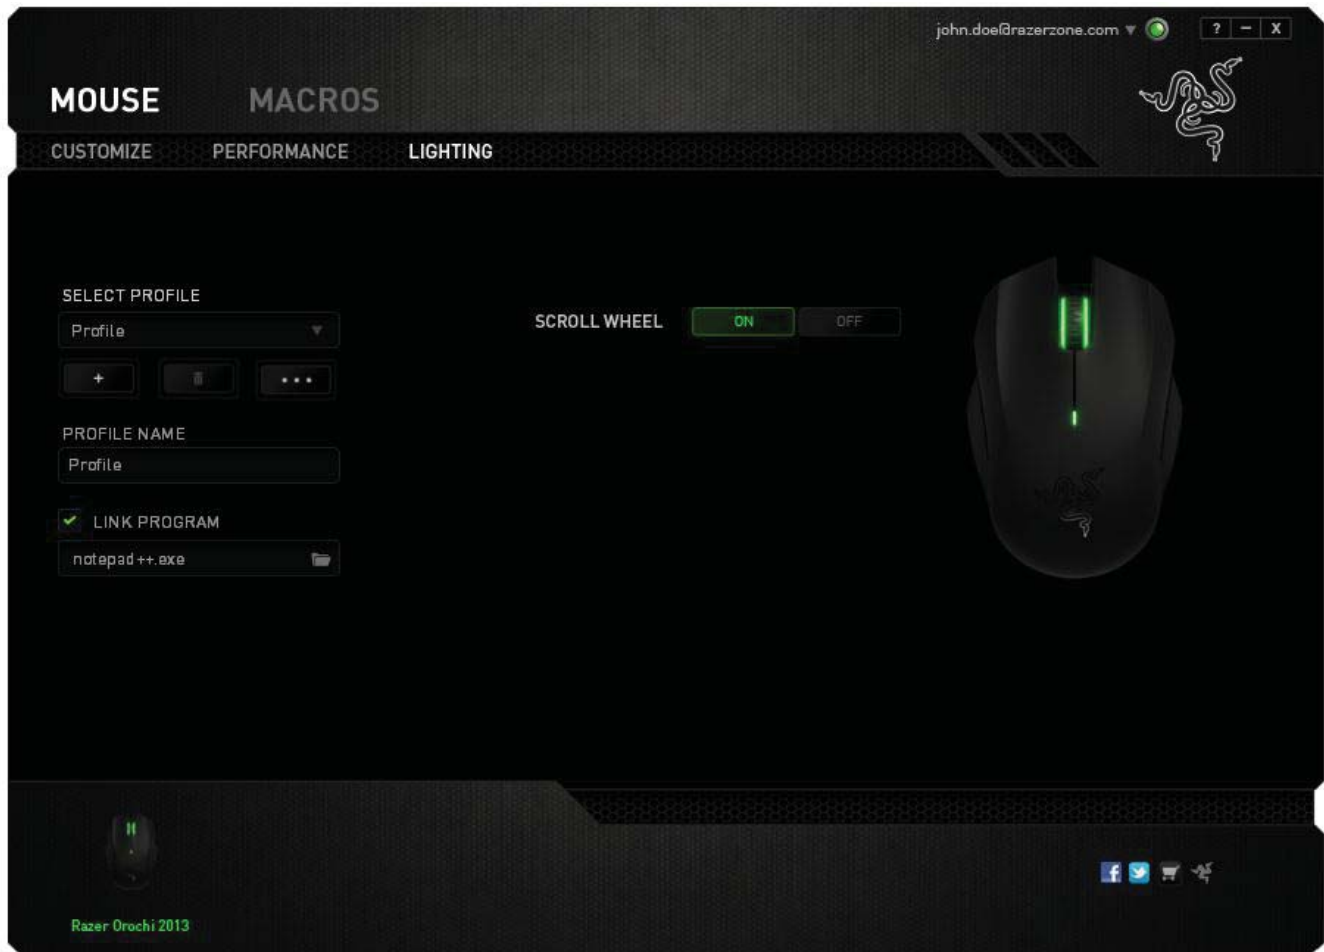 john.doe@razerzone.com
? – X
MOUSE MACROS
CUSTOMIZE PERFORMANCE LIGHTING
SELECT PROFILE
Profile
SCROLL WHEEL ON OFF
+ •••
PROFILE NAME
Profile
LINK PROGRAM
notepad++.exe
Razer Orochi 2013